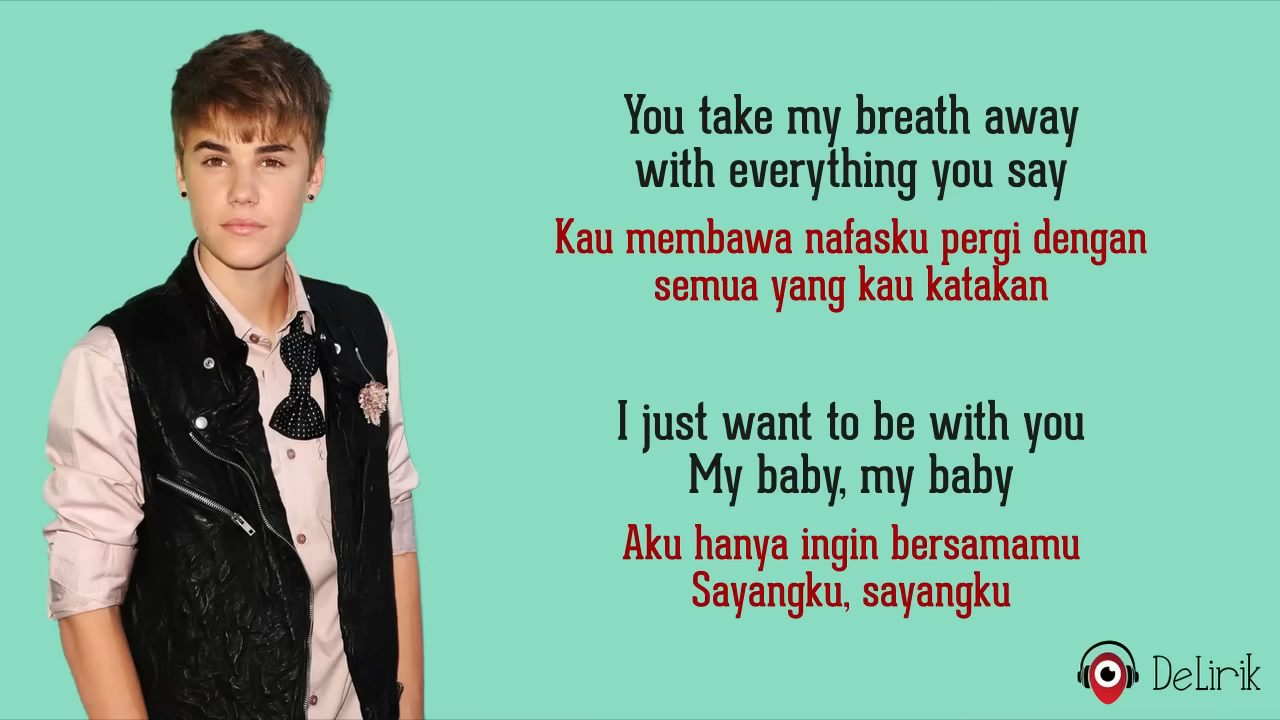 You take my breath away
with everything you say
Kau membawa nafasku pergi dengan
semua yang kau katakan
I just want to be with you
My baby, my baby
Aku hanya ingin bersamamu
Sayangku, sayangku
DeLirik